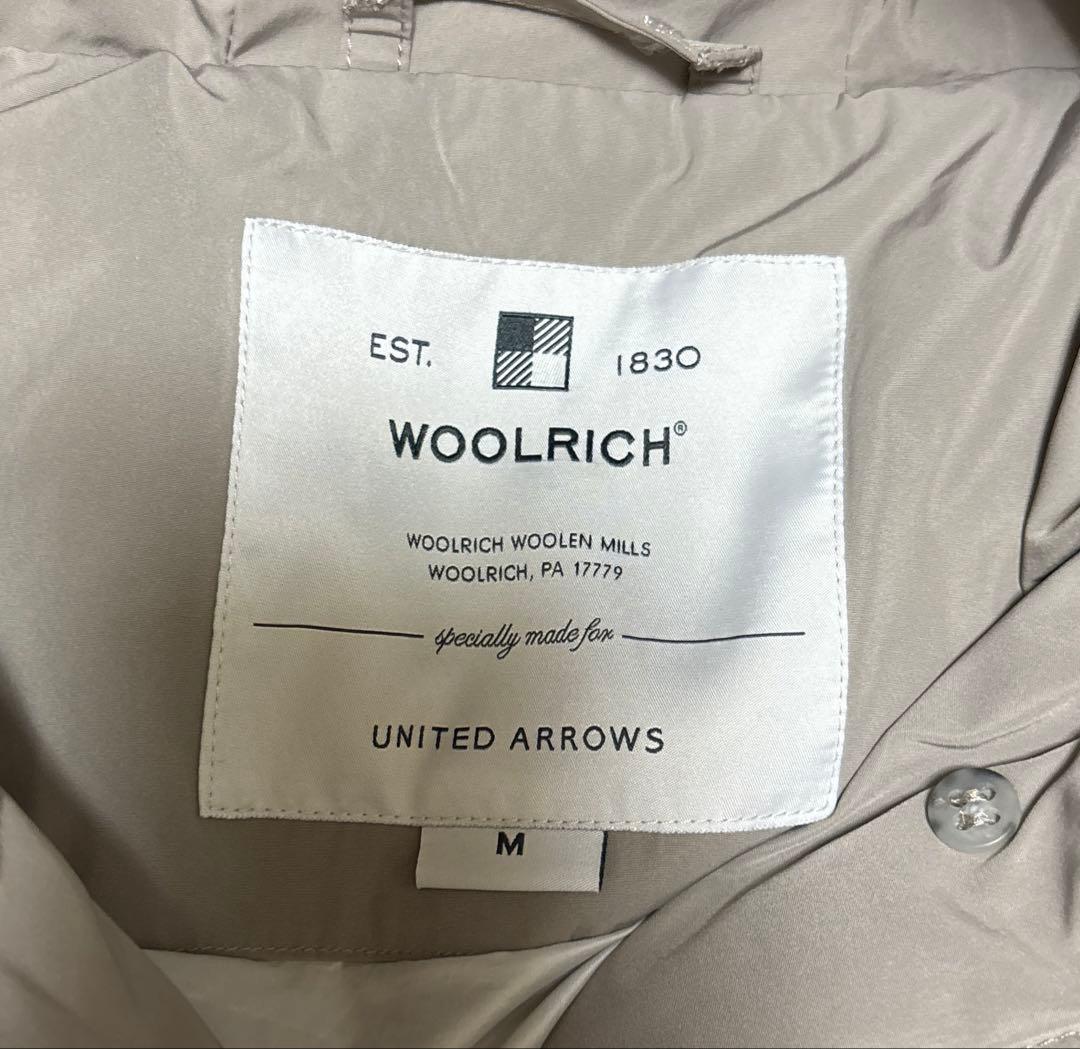 EST. 1830
WOOLRICH®
WOOLRICH WOOLEN MILLS
WOOLRICH, PA 17779
specially made for
UNITED ARROWS
M